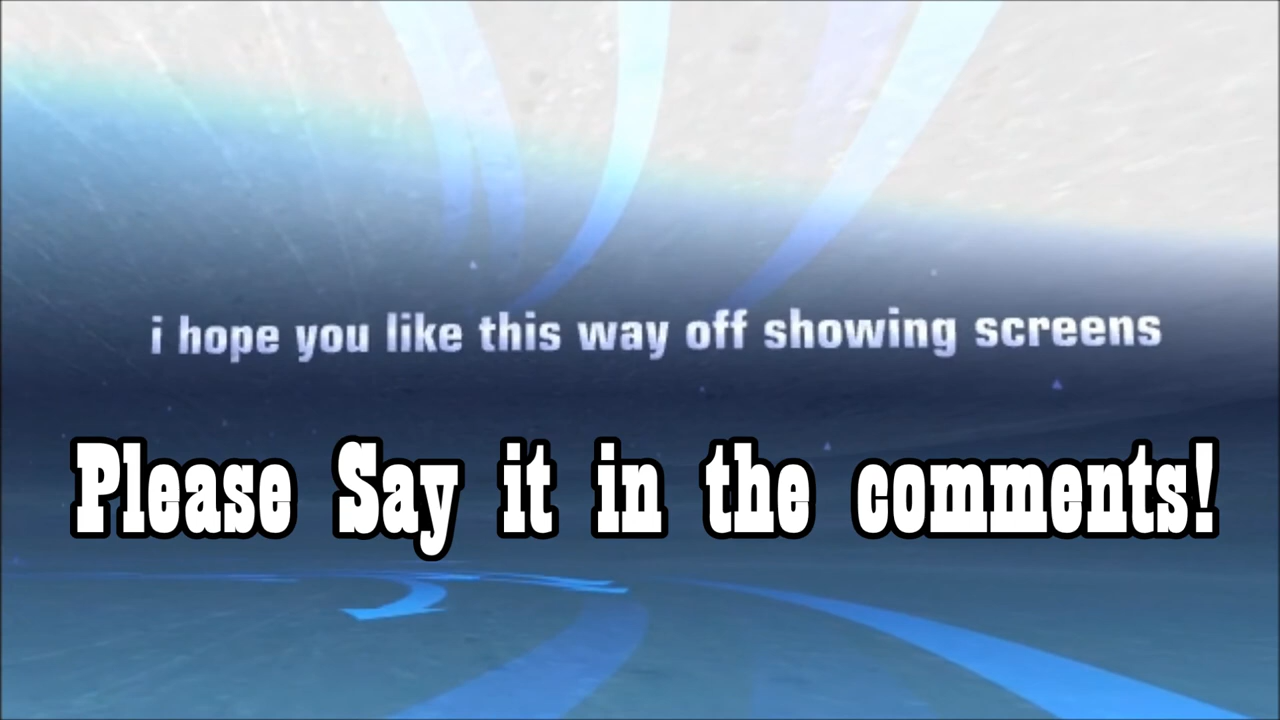 i hope you like this way off showing screens
Please Say it in the comments!